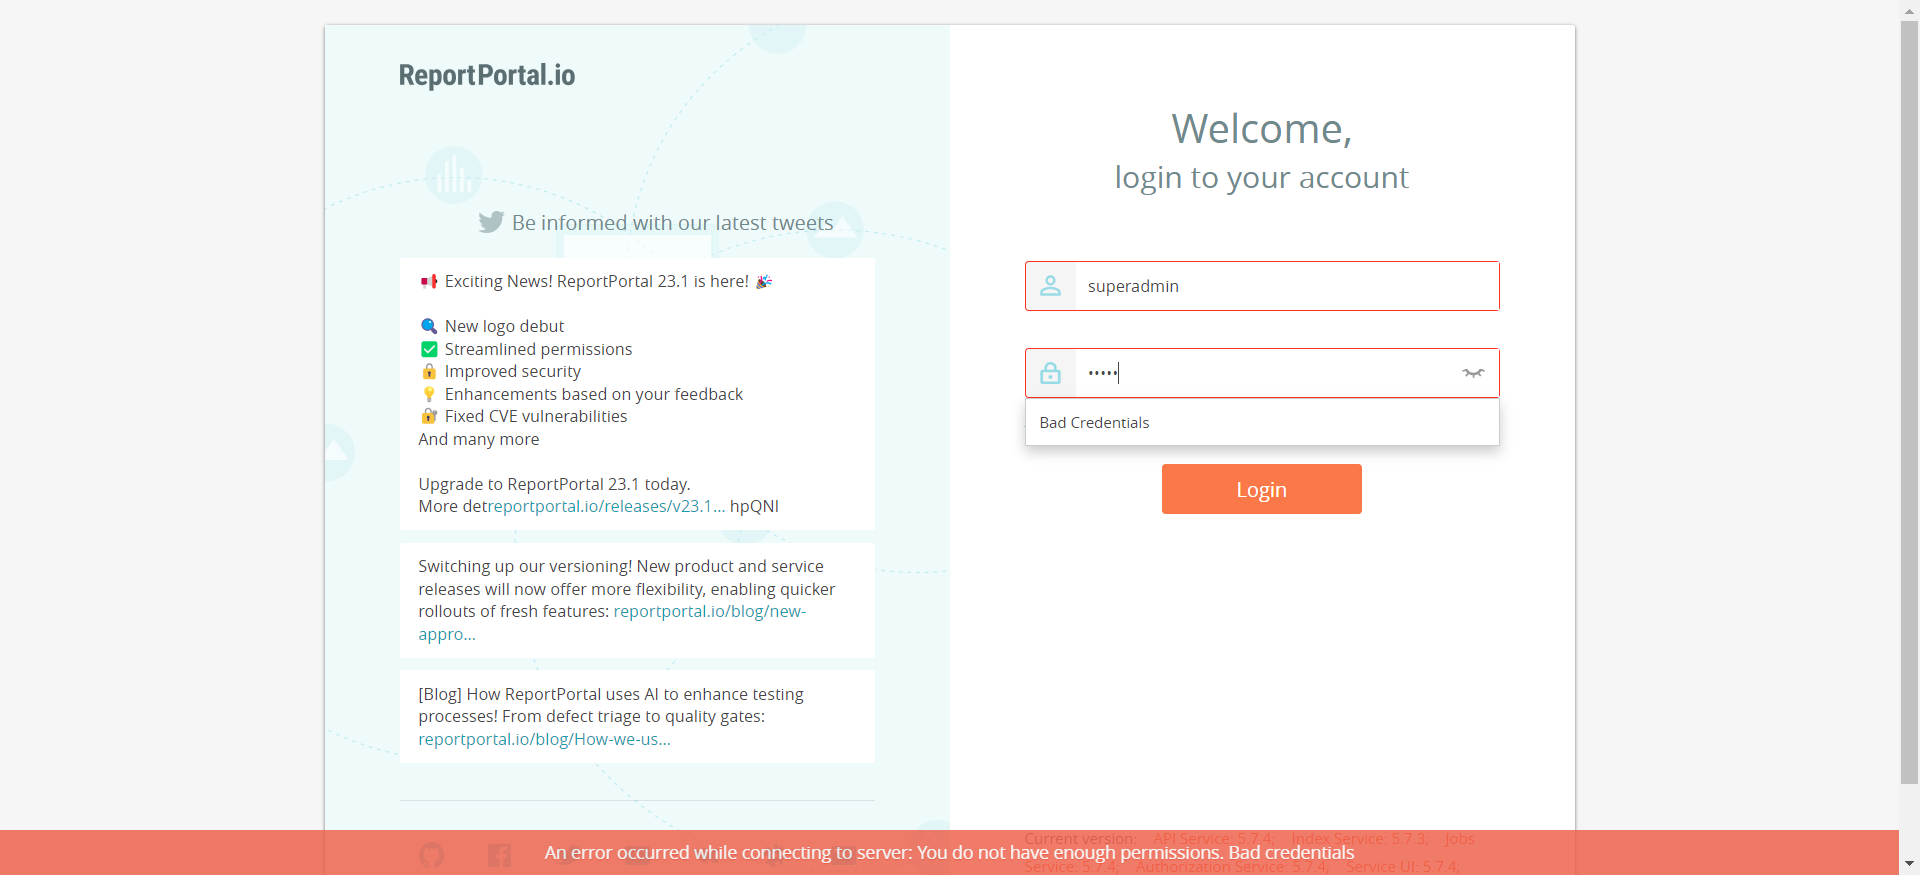 ReportPortal.io
Be informed with our latest tweets
📢 Exciting News! ReportPortal 23.1 is here! 🎉
🔍 New logo debut
✅ Streamlined permissions
🔒 Improved security
💡 Enhancements based on your feedback
🔐 Fixed CVE vulnerabilities
And many more
Upgrade to ReportPortal 23.1 today.
More detreportportal.io/releases/v23.1... hpQNI
Switching up our versioning! New product and service
releases will now offer more flexibility, enabling quicker
rollouts of fresh features: reportportal.io/blog/new-
appro...
[Blog] How ReportPortal uses AI to enhance testing
processes! From defect triage to quality gates:
reportportal.io/blog/How-we-us...
Welcome,
login to your account
superadmin
•••••
Bad Credentials
Login
Current version: API Service: 5.7.4; Index Service: 5.7.3; Jobs
Service: 5.7.4; Authorization Service: 5.7.4; Service UI: 5.7.4;
An error occurred while connecting to server: You do not have enough permissions. Bad credentials